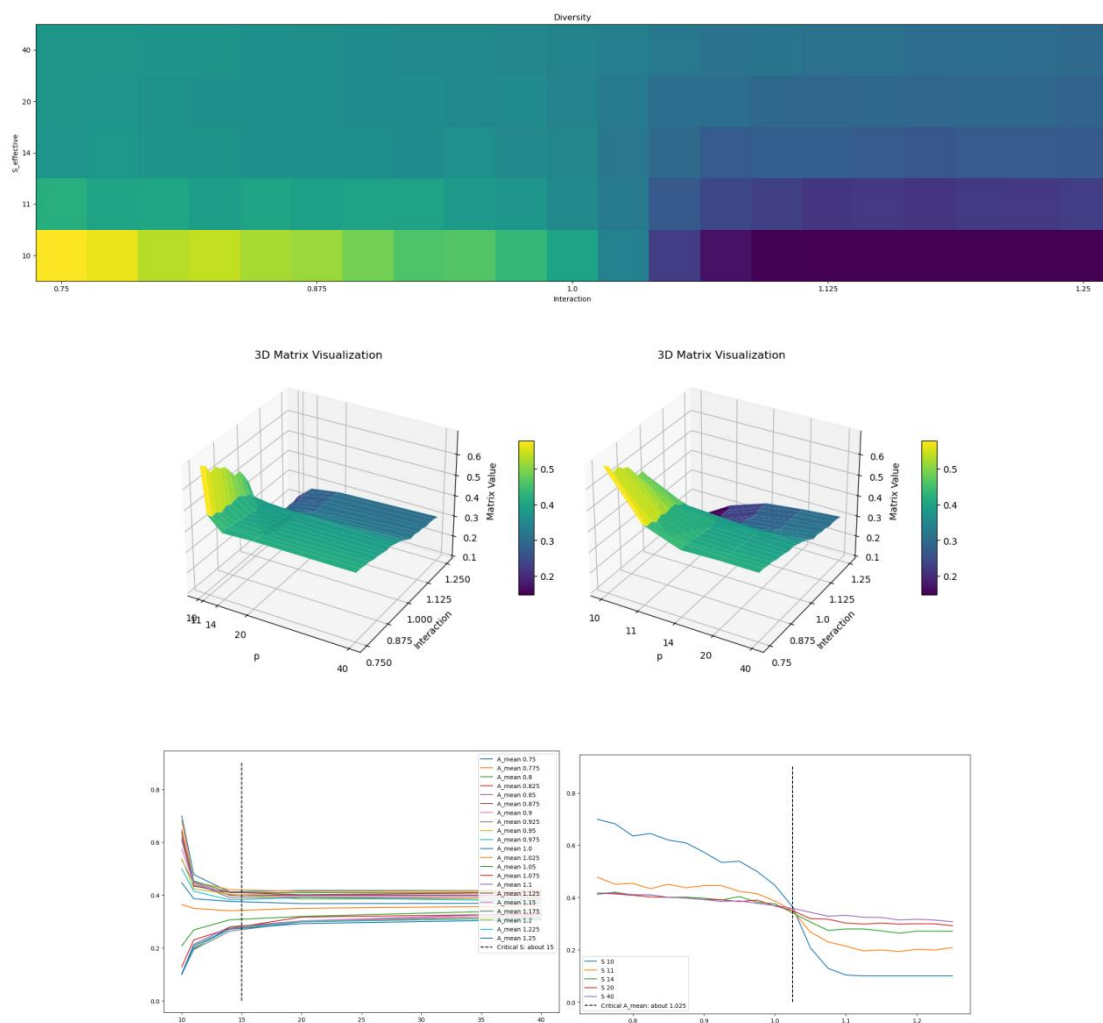 Diversity
S_effective
40
20
14
11
10
0.75 0.875 1.0 1.125 1.25
Interaction
3D Matrix Visualization
0.6
0.5
0.4
0.3
0.2
0.1
Matrix Value
0.5
0.4
0.3
0.2
10
11
14
20
40
p
0.750
0.875
1.000
1.125
1.250
Interaction
3D Matrix Visualization
0.6
0.5
0.4
0.3
0.2
0.1
Matrix Value
0.5
0.4
0.3
0.2
10
11
14
20
40
p
0.75
0.875
1.0
1.125
1.25
Interaction
0.8
0.6
0.4
0.2
0.0
10 15 20 25 30 35 40
A_mean 0.75
A_mean 0.775
A_mean 0.8
A_mean 0.825
A_mean 0.85
A_mean 0.875
A_mean 0.9
A_mean 0.925
A_mean 0.95
A_mean 0.975
A_mean 1.0
A_mean 1.025
A_mean 1.05
A_mean 1.075
A_mean 1.1
A_mean 1.125
A_mean 1.15
A_mean 1.175
A_mean 1.2
A_mean 1.225
A_mean 1.25
Critical S: about 15
0.8
0.6
0.4
0.2
0.0
S 10
S 11
S 14
S 20
S 40
Critical A_mean: about 1.025
0.8 0.9 1.0 1.1 1.2